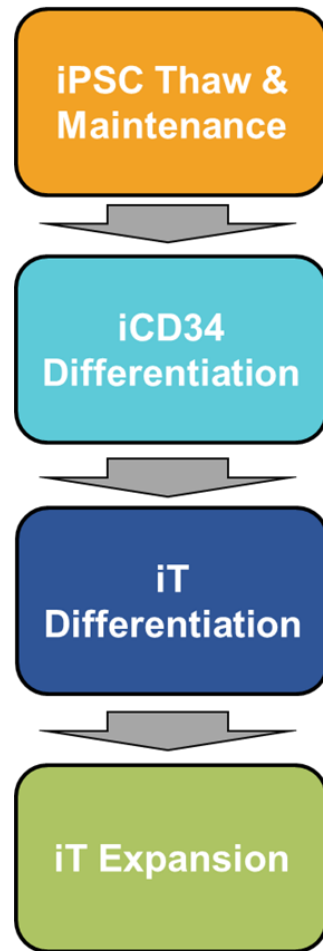 iPSC Thaw &
Maintenance
iCD34
Differentiation
iT
Differentiation
iT Expansion